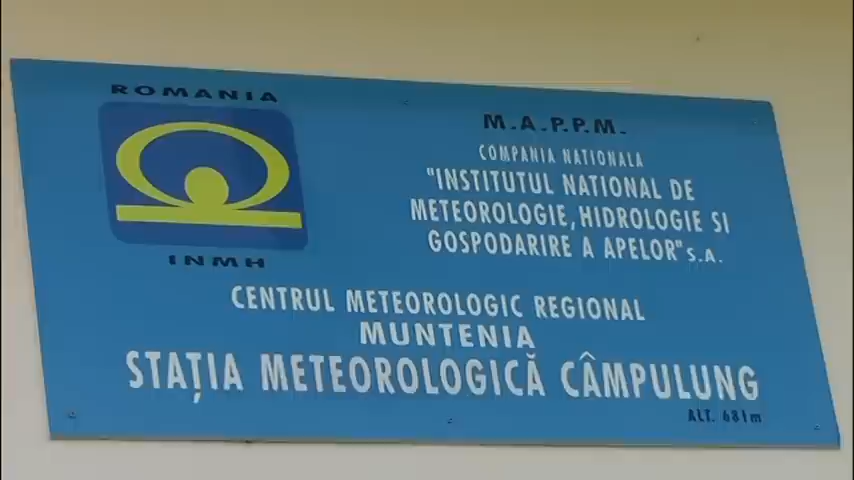 ROMANIA
INMH
M.A.P.P.M.
COMPANIA NATIONALA
"INSTITUTUL NATIONAL DE
METEOROLOGIE, HIDROLOGIE SI
GOSPODARIRE A APELOR" S.A.
CENTRUL METEOROLOGIC REGIONAL
MUNTENIA
STAȚIA METEOROLOGICĂ CÂMPULUNG
ALT. 681m